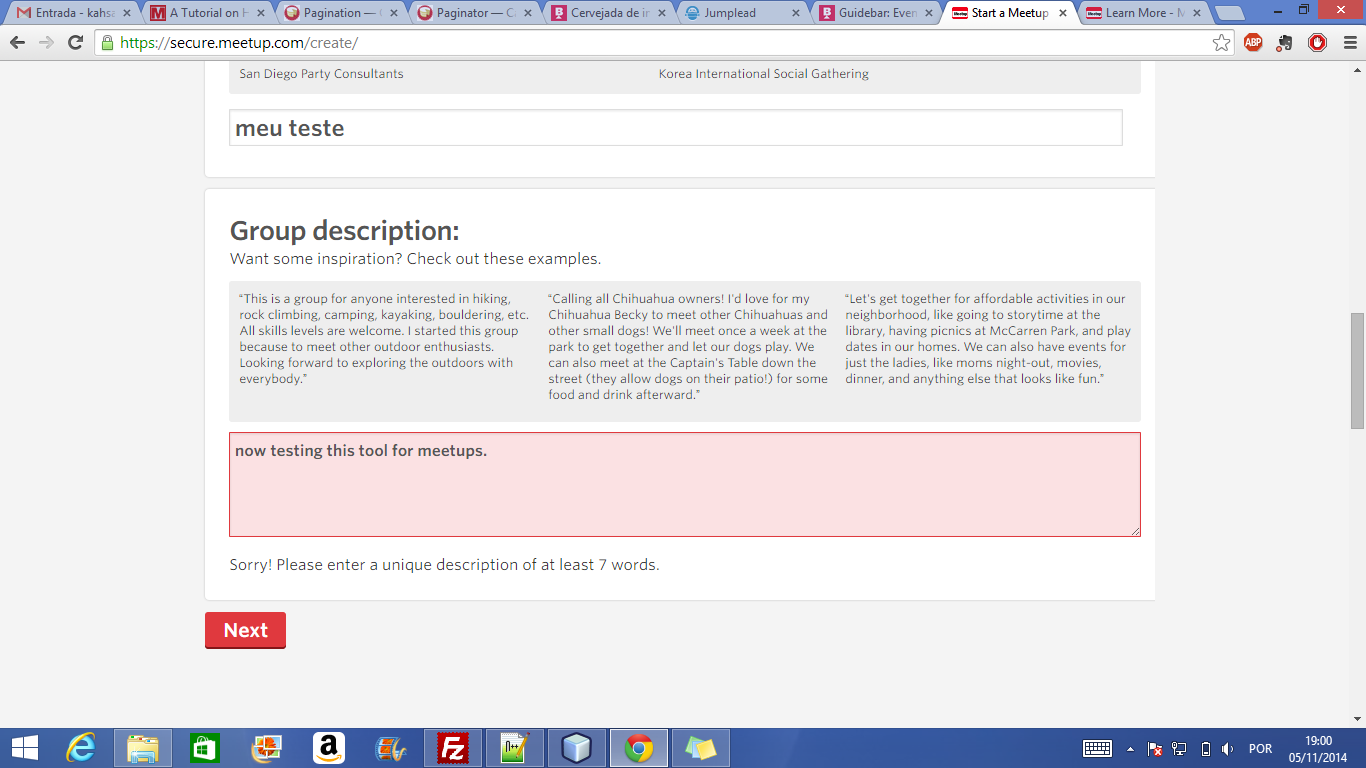 Entrada - kahsa
A Tutorial on H
Pagination — C
Paginator — C
Cervejada de in
Jumplead
Guidebar: Even
Start a Meetup
Learn More - M
https://secure.meetup.com/create/
ABP
San Diego Party Consultants
Korea International Social Gathering
meu teste
Group description:
Want some inspiration? Check out these examples.
“This is a group for anyone interested in hiking,
rock climbing, camping, kayaking, bouldering, etc.
All skills levels are welcome. I started this group
because to meet other outdoor enthusiasts.
Looking forward to exploring the outdoors with
everybody.”
“Calling all Chihuahua owners! I'd love for my
Chihuahua Becky to meet other Chihuahuas and
other small dogs! We'll meet once a week at the
park to get together and let our dogs play. We
can also meet at the Captain's Table down the
street (they allow dogs on their patio!) for some
food and drink afterward.”
“Let's get together for affordable activities in our
neighborhood, like going to storytime at the
library, having picnics at McCarren Park, and play
dates in our homes. We can also have events for
just the ladies, like moms night-out, movies,
dinner, and anything else that looks like fun.”
now testing this tool for meetups.
Sorry! Please enter a unique description of at least 7 words.
Next
POR
19:00
05/11/2014